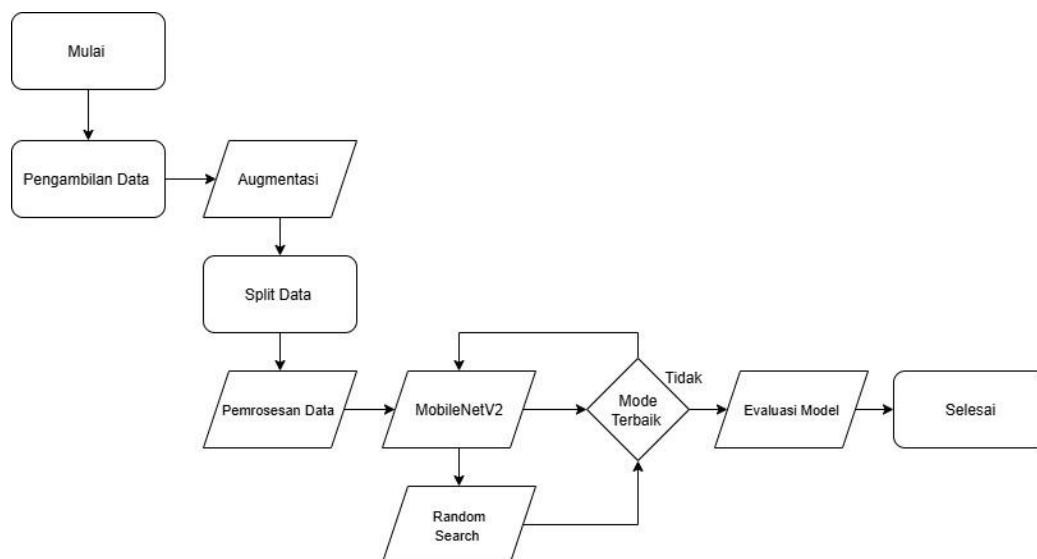 Mulai
Pengambilan Data
Augmentasi
Split Data
Pemrosesan Data
MobileNetV2
Mode
Terbaik
Tidak
Evaluasi Model
Selesai
Random
Search